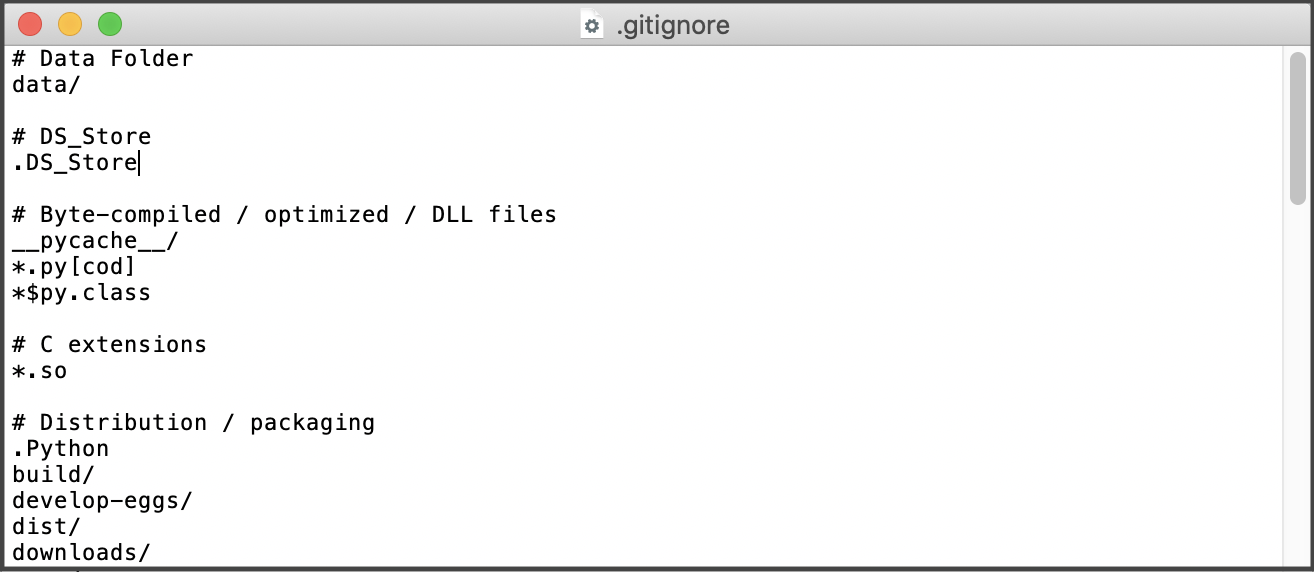 .gitignore
# Data Folder
data/
# DS_Store
.DS_Store
# Byte-compiled / optimized / DLL files
__pycache__/
*.py[cod]
*$py.class
# C extensions
*.so
# Distribution / packaging
.Python
build/
develop-eggs/
dist/
downloads/